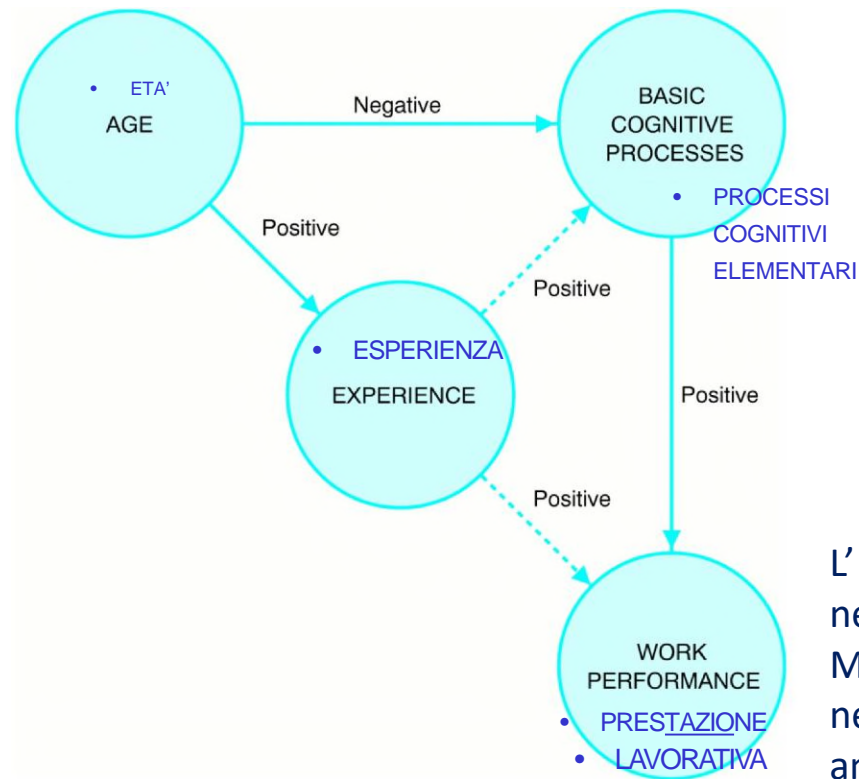 • ETA’
AGE
Negative
BASIC
COGNITIVE
PROCESSES
• PROCESSI
COGNITIVI
ELEMENTARI
Positive
Positive
• ESPERIENZA
EXPERIENCE
Positive
Positive
WORK
PERFORMANCE
• PRESTAZIONE
• LAVORATIVA
L’